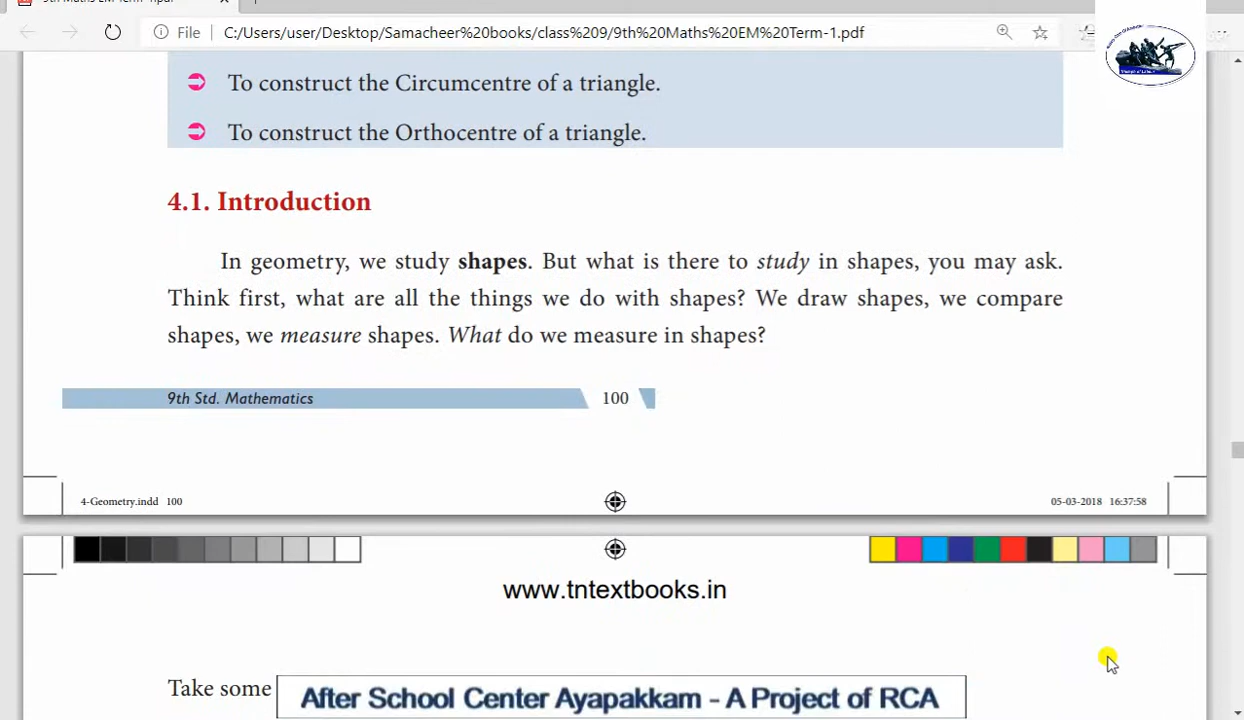 File
C:/Users/user/Desktop/Samacheer%20books/class%209/9th%20Maths%20EM%20Term-1.pdf
To construct the Circumcentre of a triangle.
To construct the Orthocentre of a triangle.
4.1. Introduction
In geometry, we study shapes. But what is there to study in shapes, you may ask.
Think first, what are all the things we do with shapes? We draw shapes, we compare
shapes, we measure shapes. What do we measure in shapes?
9th Std. Mathematics 100
4-Geometry.indd 100 05-03-2018 16:37:58
www.tntextbooks.in
Take some
After School Center Ayapakkam - A Project of RCA